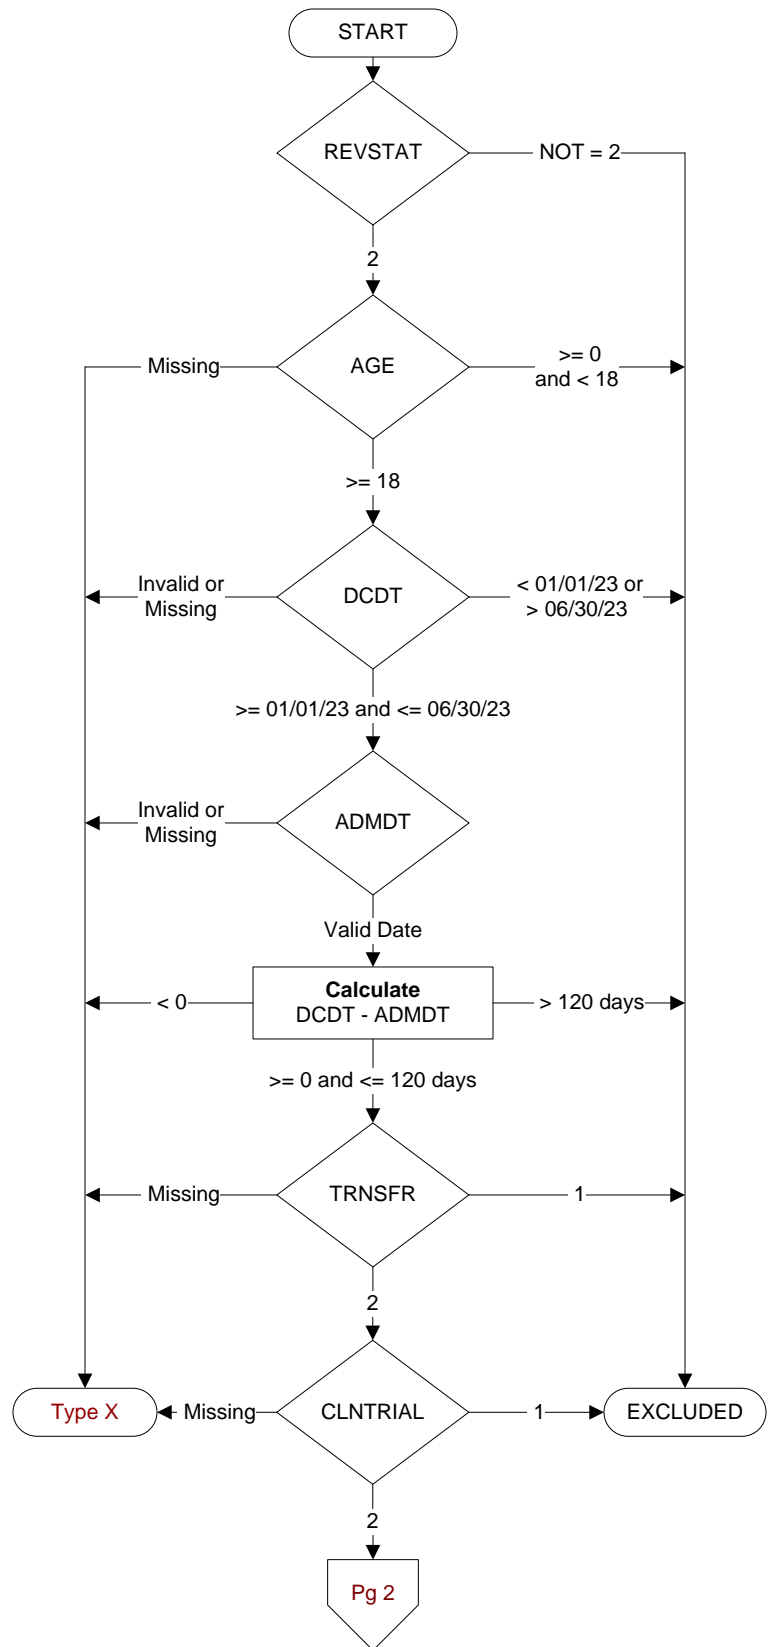 START
REVSTAT
NOT = 2
2
Missing
AGE
>= 0
and < 18
>= 18
Invalid or
Missing
DCDT
< 01/01/23 or
> 06/30/23
>= 01/01/23 and <= 06/30/23
Invalid or
Missing
ADMDT
Valid Date
< 0
Calculate
DCDT - ADMDT
> 120 days
>= 0 and <= 120 days
Missing
TRNSFR
1
2
Type X
Missing
CLNTRIAL
1
EXCLUDED
2
Pg 2